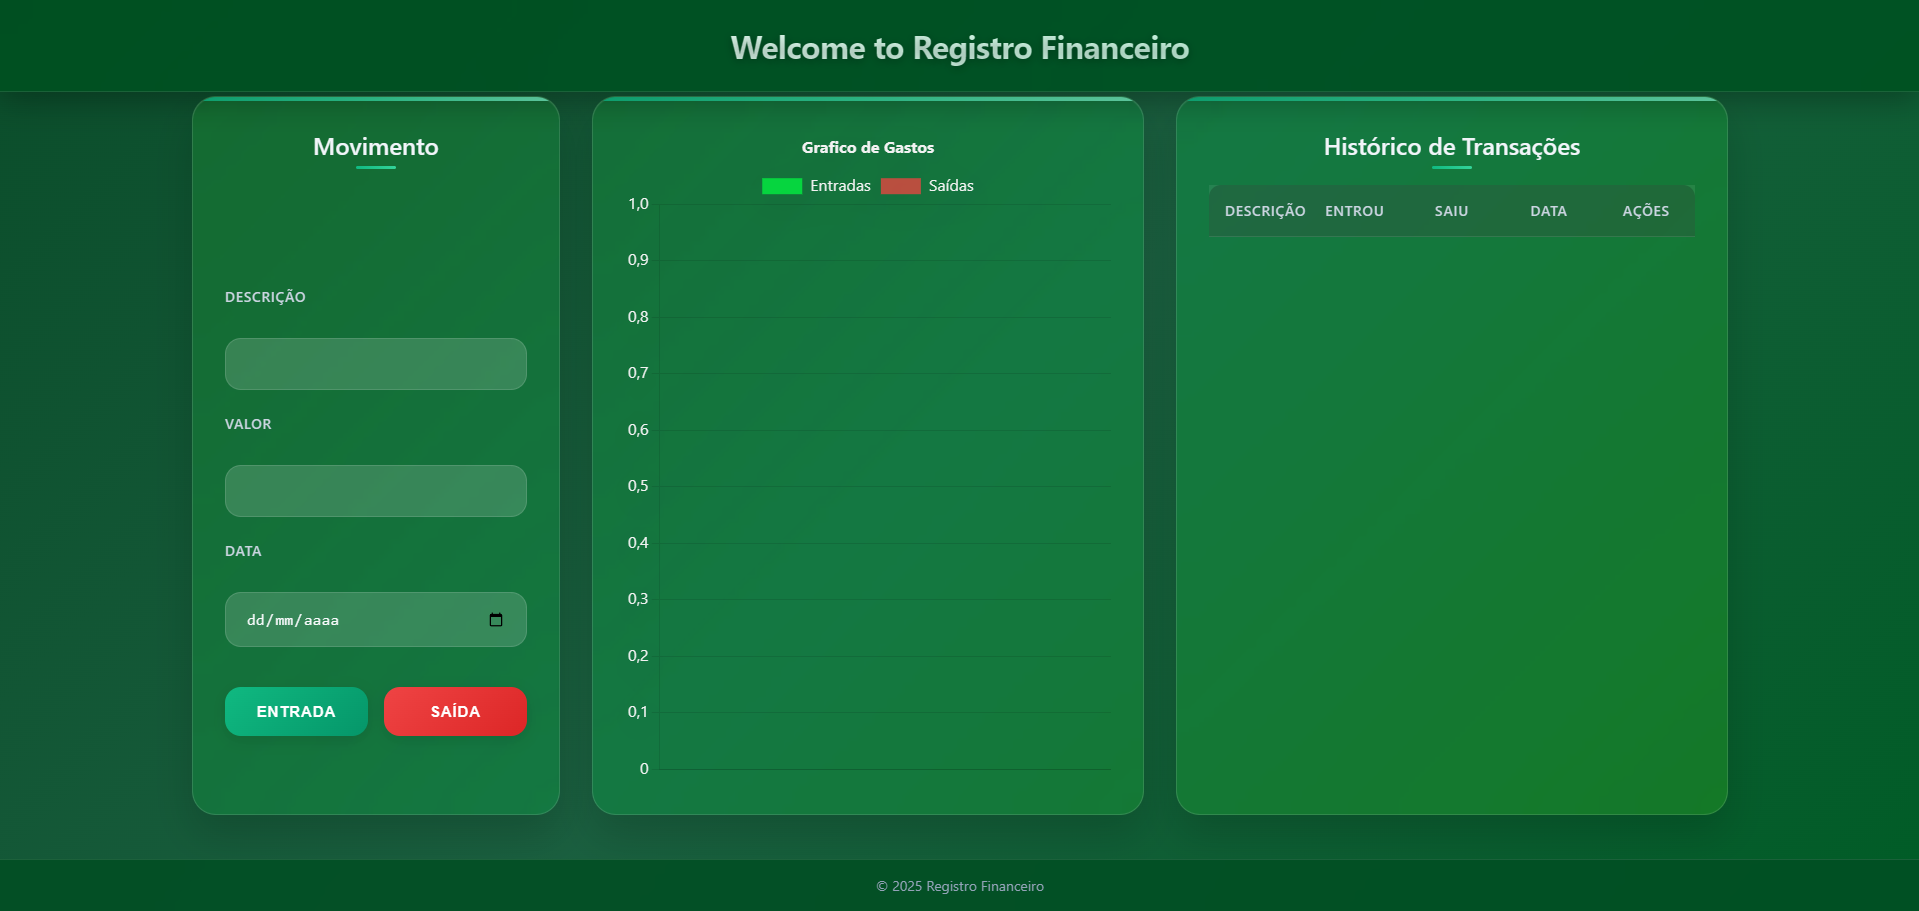 Welcome to Registro Financeiro
Movimento
DESCRIÇÃO
VALOR
DATA
dd/mm/aaaa
ENTRADA SAÍDA
Grafico de Gastos
Entradas Saídas
1,0
0,9
0,8
0,7
0,6
0,5
0,4
0,3
0,2
0,1
0
Histórico de Transações
DESCRIÇÃO ENTROU SAIU DATA AÇÕES
© 2025 Registro Financeiro